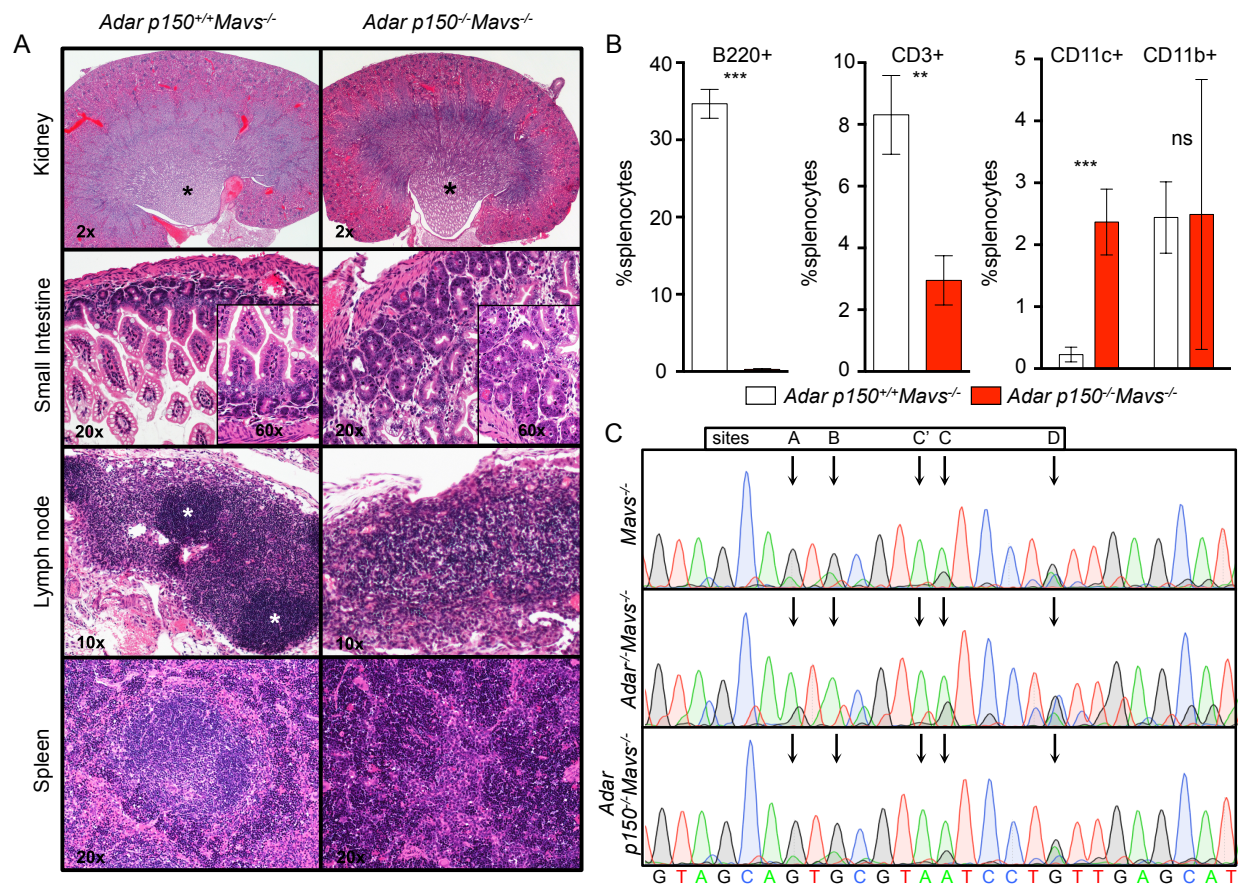 Adar p150+/+Mavs-/- Adar p150-/-Mavs-/-
A
Kidney
2x 2x
Small Intestine
20x 60x 20x 60x
Lymph node
* *
10x 10x
Spleen
20x 20x
B
B220+ CD3+ CD11c+ CD11b+
*** ** *** ns
%splenocytes
40
30
20
10
0
%splenocytes
10
8
6
4
2
0
%splenocytes
5
4
3
2
1
0
Adar p150+/+Mavs-/- Adar p150-/-Mavs-/-
C
sites A B C' C D
Mavs-/-
Adar-/-Mavs-/-
Adar
p150-/-Mavs-/-
G T A G C A G T G C G T A A T C C T G T T G A G C A T